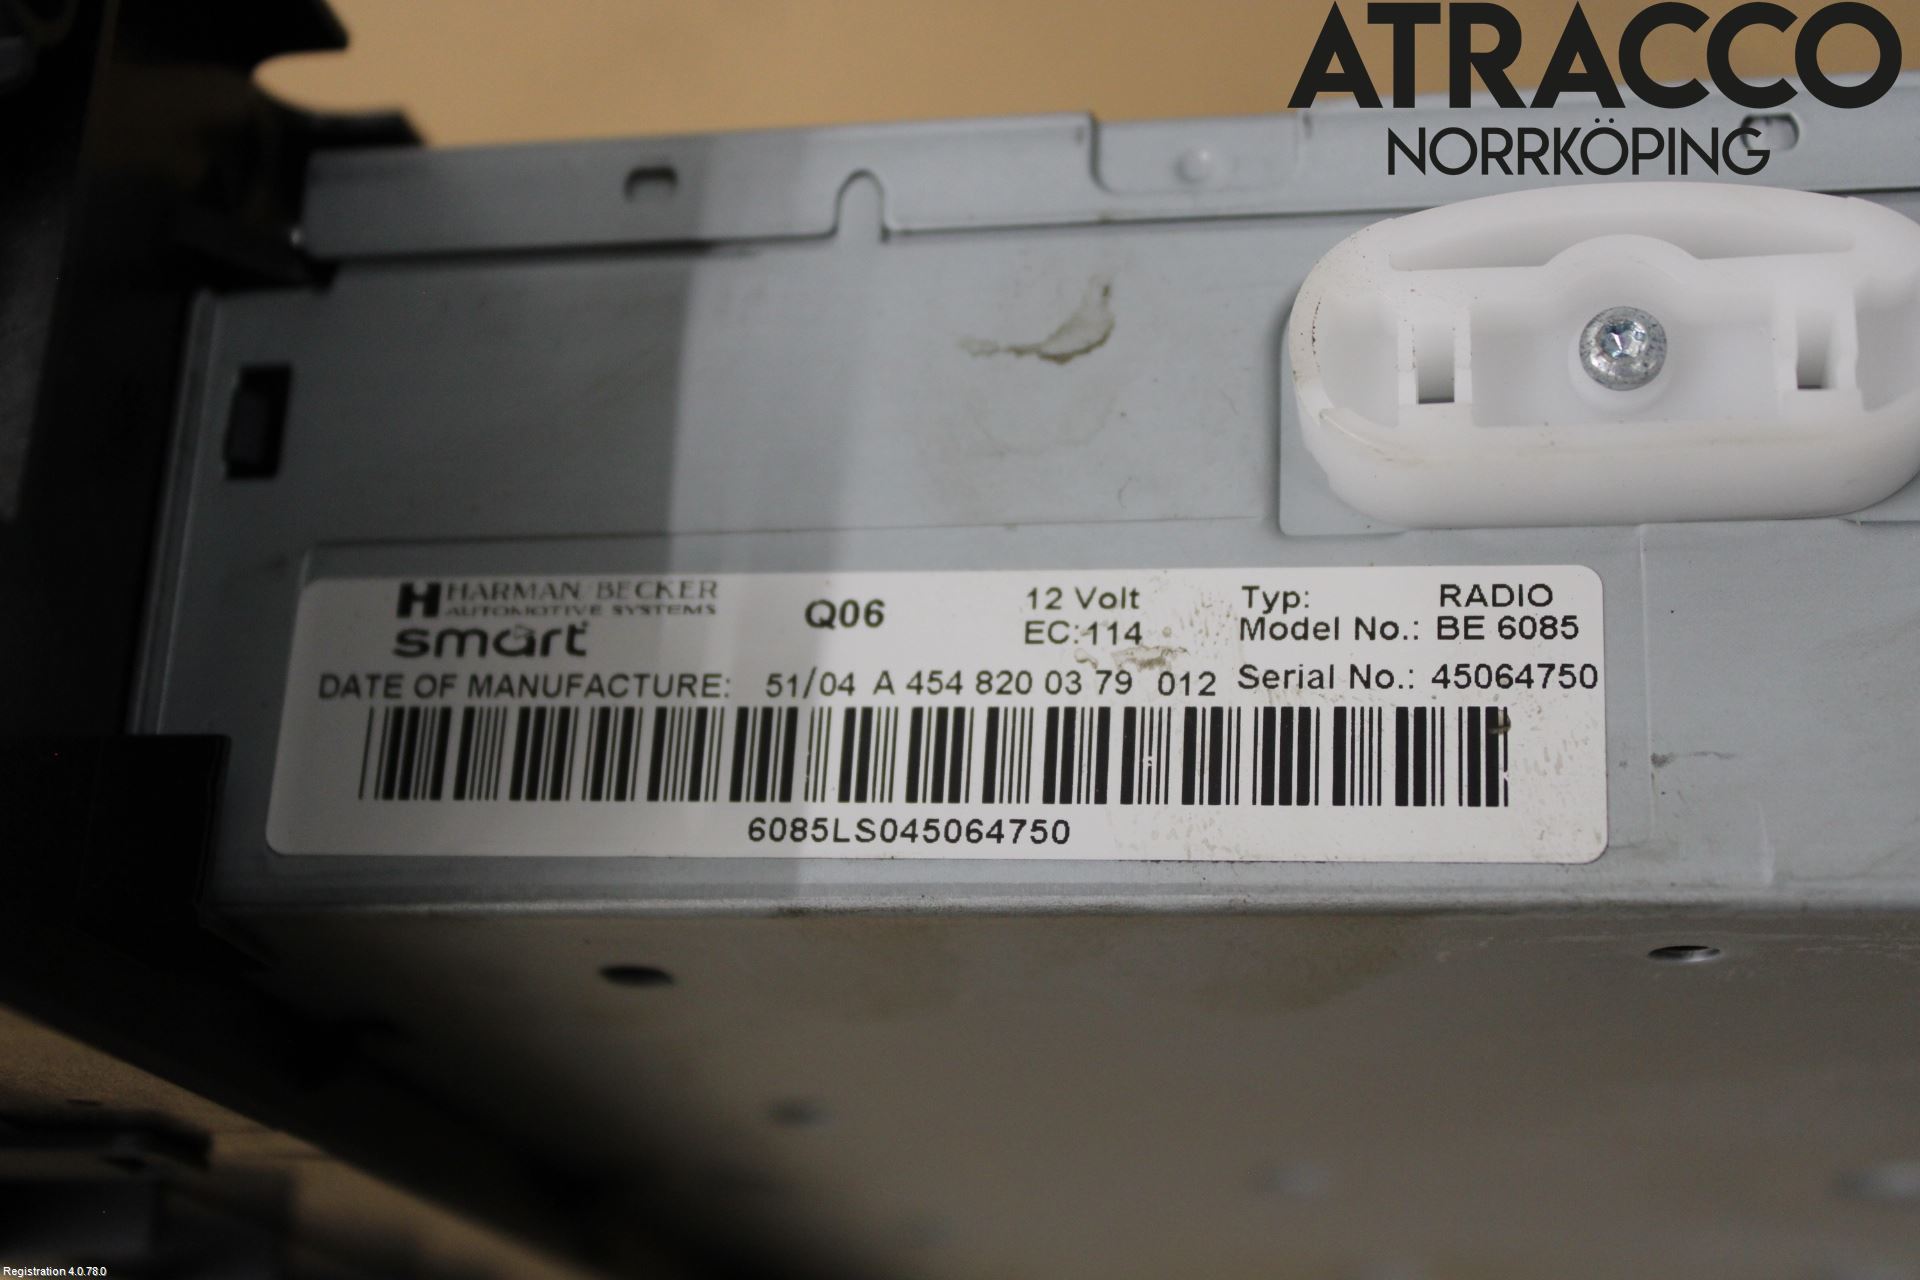 ATRACCO
NORRKÖPING
HARMAN/BECKER
AUTOMOTIVE SYSTEMS
smart
Q06
12 Volt
EC:114
Typ: RADIO
Model No.: BE 6085
DATE OF MANUFACTURE: 51/04 A 454 820 03 79 012
Serial No.: 45064750
6085LS045064750
Registration 4.0.78.0